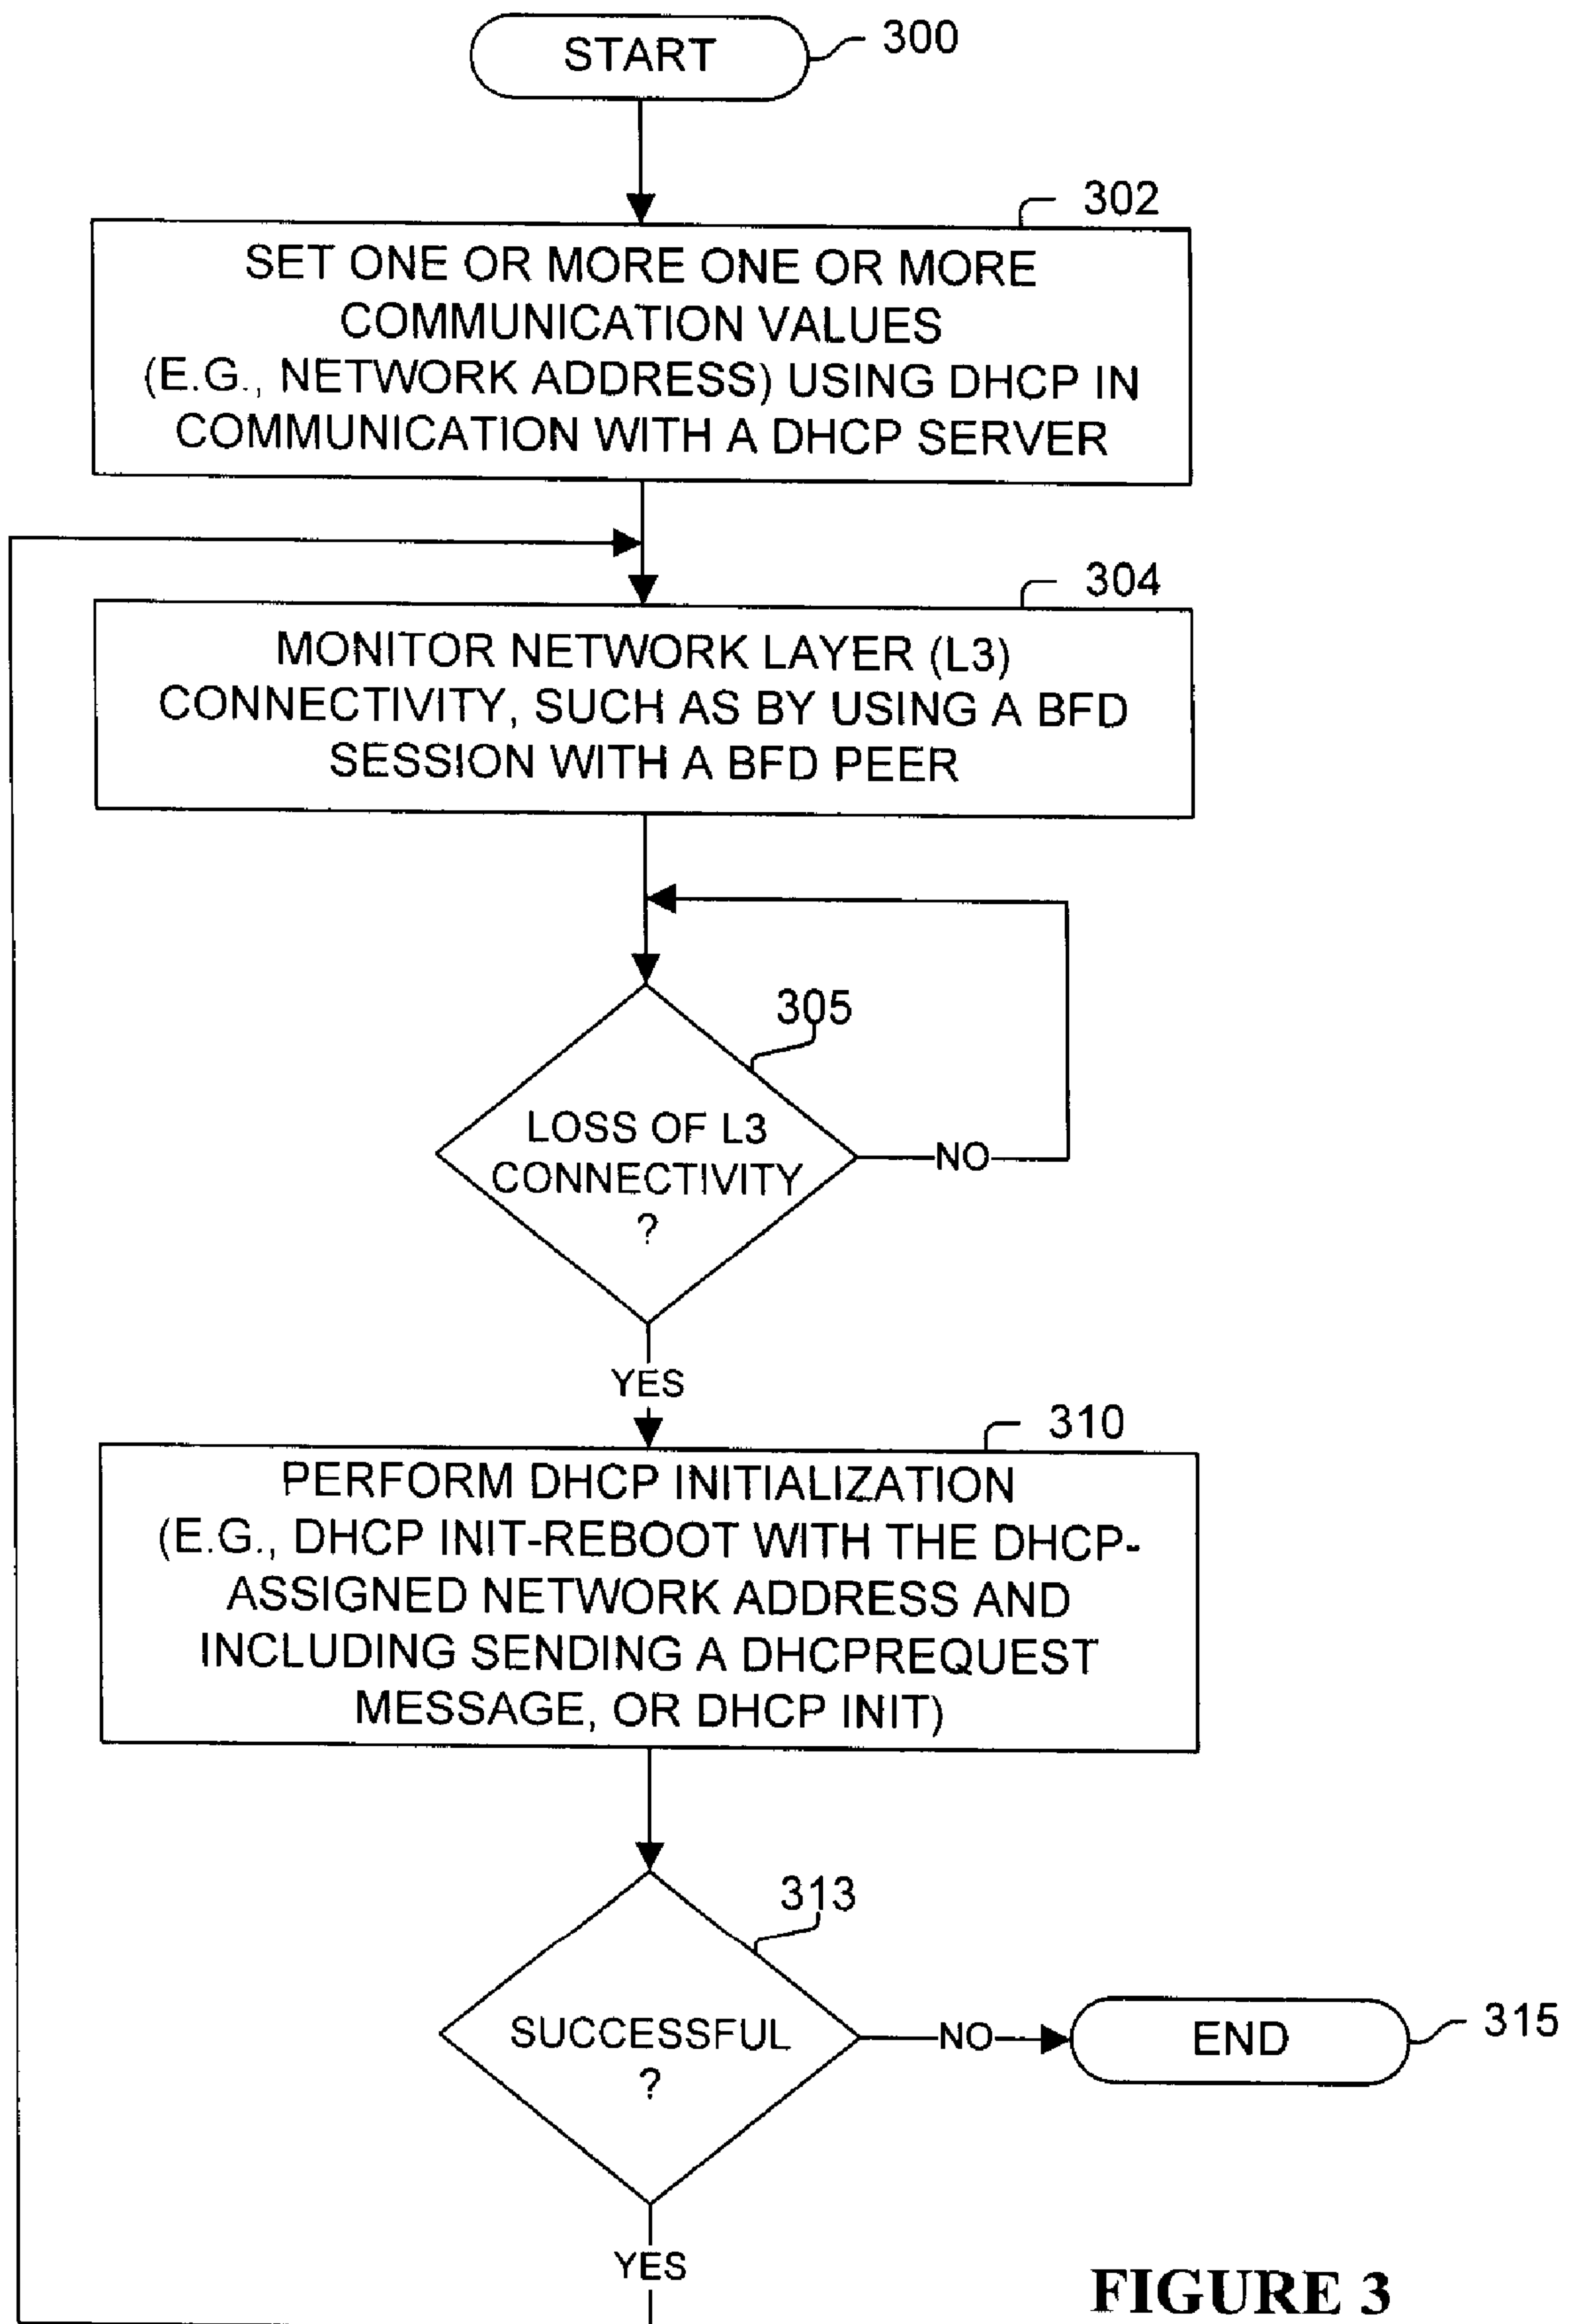 START
300
302
SET ONE OR MORE ONE OR MORE
COMMUNICATION VALUES
(E.G., NETWORK ADDRESS) USING DHCP IN
COMMUNICATION WITH A DHCP SERVER
304
MONITOR NETWORK LAYER (L3)
CONNECTIVITY, SUCH AS BY USING A BFD
SESSION WITH A BFD PEER
305
LOSS OF L3
CONNECTIVITY
?
NO
YES
310
PERFORM DHCP INITIALIZATION
(E.G., DHCP INIT-REBOOT WITH THE DHCP-
ASSIGNED NETWORK ADDRESS AND
INCLUDING SENDING A DHCPREQUEST
MESSAGE, OR DHCP INIT)
313
SUCCESSFUL
?
NO
END
315
YES
FIGURE 3